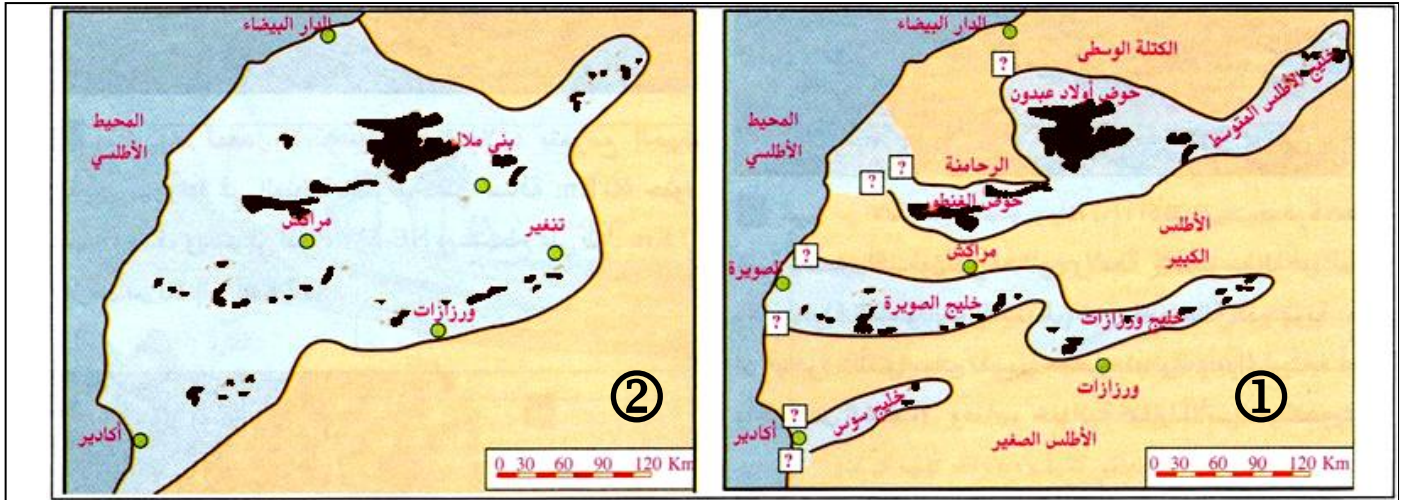 الدار البيضاء
الكتلة الوسطى
?
خليج الأطلس المتوسط
حوض أولاد عبدون
المحيط
الأطلسي
الرحامنة
?
?
حوض الغنطور
الأطلس
الكبير
مراكش
?
الصويرة
خليج الصويرة
?
خليج ورزازات
ورزازات
خليج سوس
?
أكادير
?
الأطلس الصغير
①
0 30 60 90 120 Km
الدار البيضاء
المحيط
الأطلسي
بني ملال
مراكش
تنغير
ورزازات
أكادير
②
0 30 60 90 120 Km